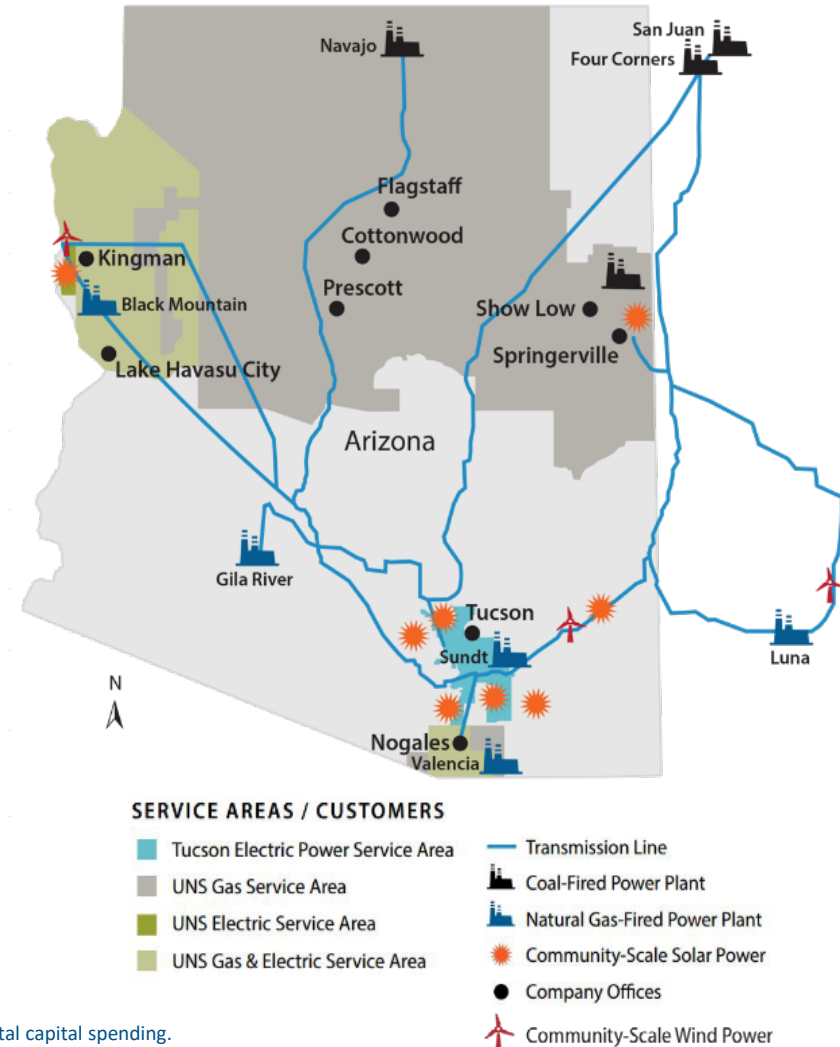 San Juan
Navajo
Four Corners
Flagstaff
Cottonwood
Kingman
Prescott
Black Mountain
Show Low
Springerville
Lake Havasu City
Arizona
Gila River
Tucson
Sundt
Luna
N
Nogales
Valencia
SERVICE AREAS / CUSTOMERS
Tucson Electric Power Service Area
UNS Gas Service Area
UNS Electric Service Area
UNS Gas & Electric Service Area
Transmission Line
Coal-Fired Power Plant
Natural Gas-Fired Power Plant
Community-Scale Solar Power
Company Offices
Community-Scale Wind Power
tal capital spending.